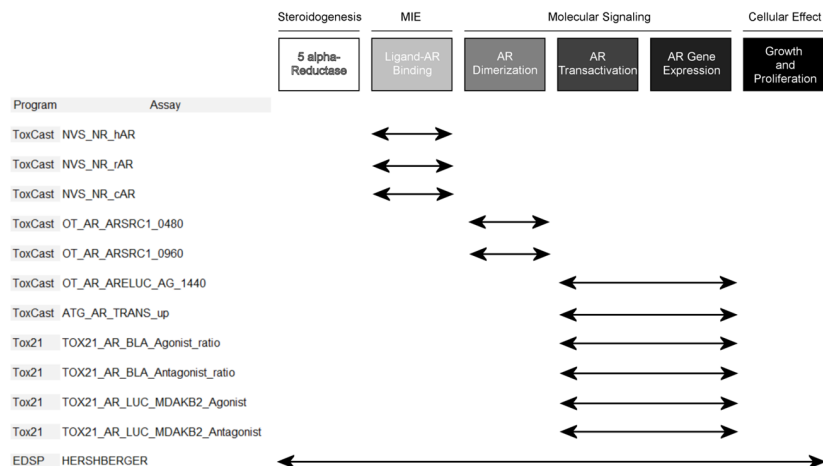 Steroidogenesis MIE Molecular Signaling Cellular Effect
5 alpha-Reductase Ligand-AR Binding AR Dimerization AR Transactivation AR Gene Expression Growth and Proliferation
Program Assay
ToxCast NVS_NR_hAR
ToxCast NVS_NR_rAR
ToxCast NVS_NR_cAR
ToxCast OT_AR_ARSRC1_0480
ToxCast OT_AR_ARSRC1_0960
ToxCast OT_AR_ARELUC_AG_1440
ToxCast ATG_AR_TRANS_up
Tox21 TOX21_AR_BLA_Agonist_ratio
Tox21 TOX21_AR_BLA_Antagonist_ratio
Tox21 TOX21_AR_LUC_MDAKB2_Agonist
Tox21 TOX21_AR_LUC_MDAKB2_Antagonist
EDSP HERSHBERGER